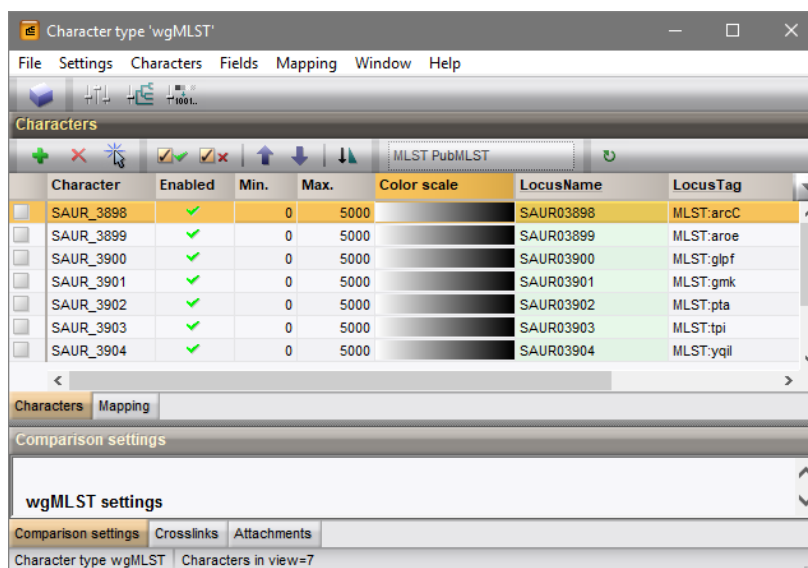 Character type 'wgMLST'
File Settings Characters Fields Mapping Window Help
1001..
Characters
MLST PubMLST
Character Enabled Min. Max. Color scale LocusName LocusTag
SAUR_3898 0 5000 SAUR03898 MLST:arcC
SAUR_3899 0 5000 SAUR03899 MLST:aroe
SAUR_3900 0 5000 SAUR03900 MLST:glpf
SAUR_3901 0 5000 SAUR03901 MLST:gmk
SAUR_3902 0 5000 SAUR03902 MLST:pta
SAUR_3903 0 5000 SAUR03903 MLST:tpi
SAUR_3904 0 5000 SAUR03904 MLST:yqil
Characters Mapping
Comparison settings
wgMLST settings
Comparison settings Crosslinks Attachments
Character type wgMLST Characters in view=7